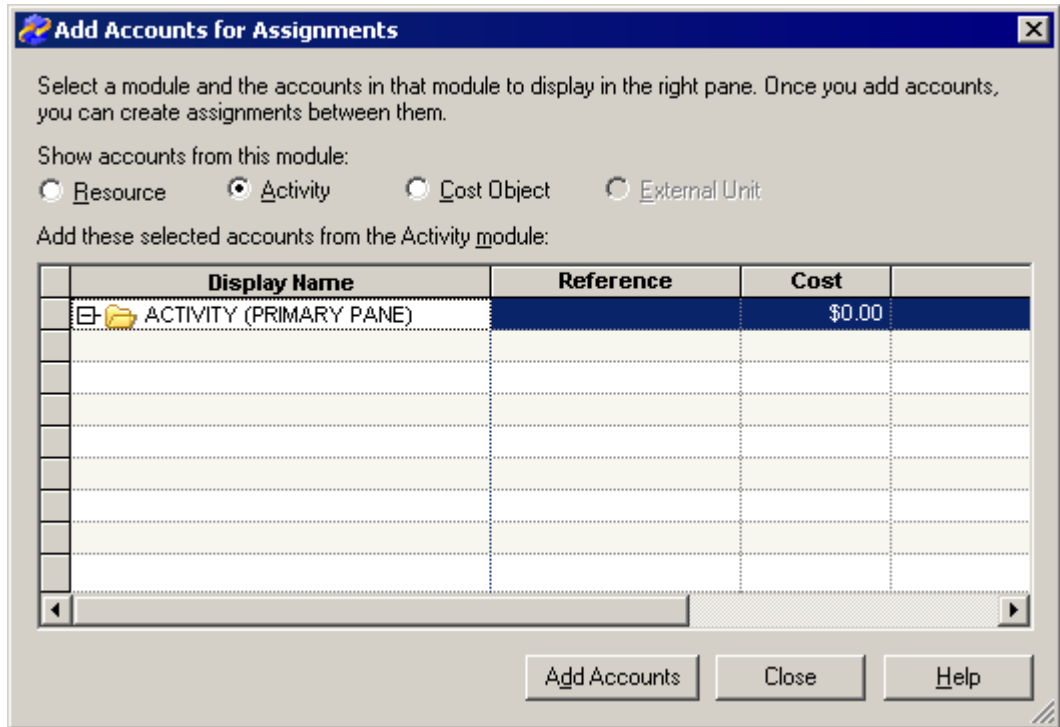 Add Accounts for Assignments
Select a module and the accounts in that module to display in the right pane. Once you add accounts,
you can create assignments between them.
Show accounts from this module:
Resource Activity Cost Object External Unit
Add these selected accounts from the Activity module:
Display Name Reference Cost
ACTIVITY (PRIMARY PANE) $0.00
Add Accounts Close Help